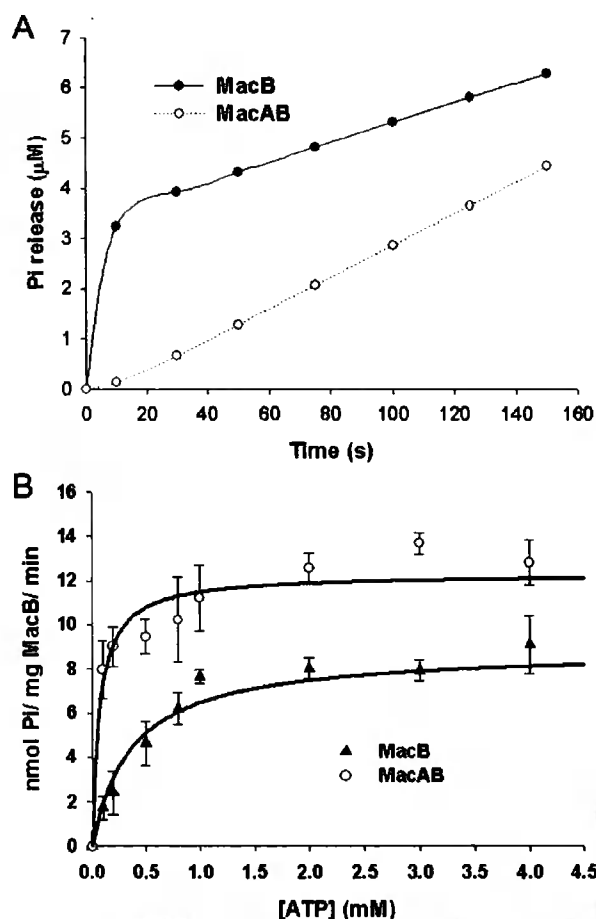 A
7
6
5
4
3
2
1
0
Pi release (μM)
MacB
MacAB
0 20 40 60 80 100 120 140 160
Time (s)
B
16
14
12
10
8
6
4
2
0
nmol Pi/ mg MacB/ min
MacB
MacAB
0.0 0.5 1.0 1.5 2.0 2.5 3.0 3.5 4.0 4.5
[ATP] (mM)